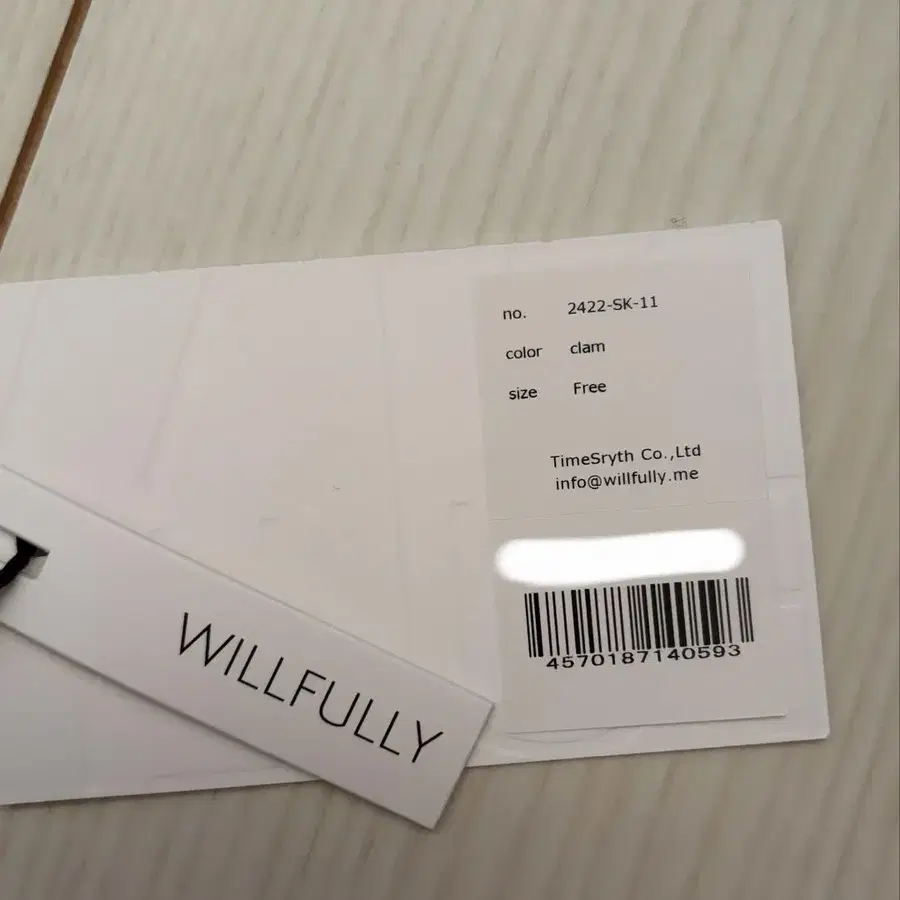 no. 2422-SK-11
color clam
size Free
TimeSryth Co.,Ltd
info@willfully.me
4570187140593
WILLFULLY